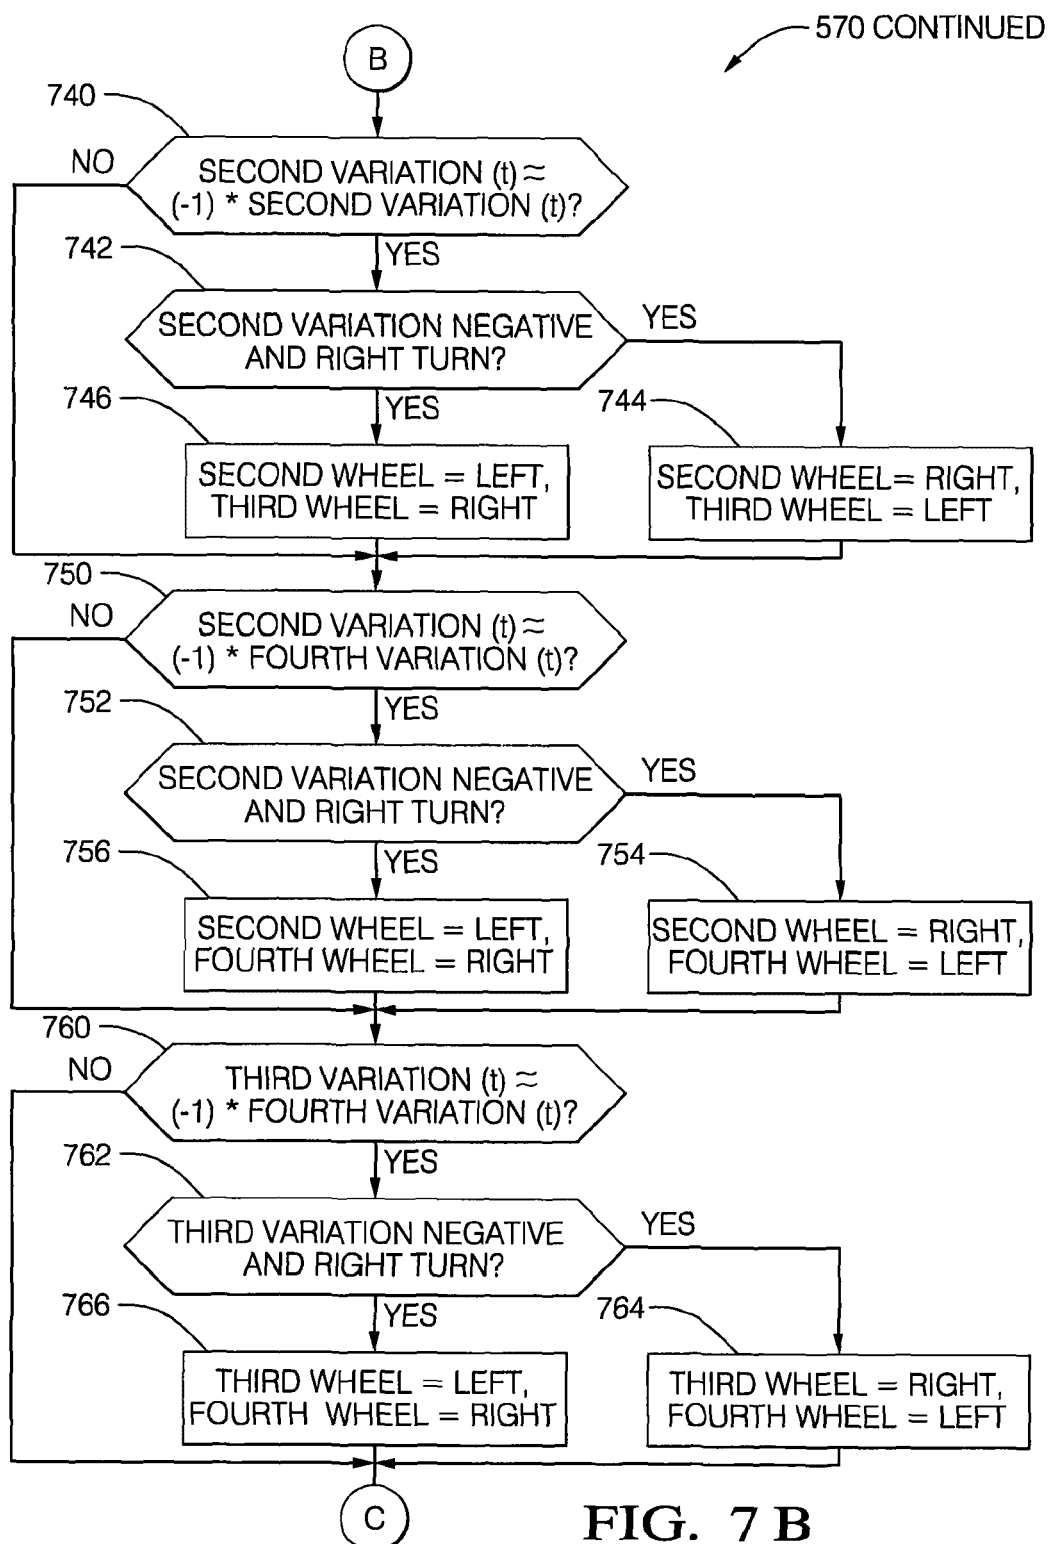 570 CONTINUED
B
740
NO
SECOND VARIATION (t) ≈
(-1) * SECOND VARIATION (t)?
YES
742
SECOND VARIATION NEGATIVE
AND RIGHT TURN?
YES
YES
746
SECOND WHEEL = LEFT,
THIRD WHEEL = RIGHT
744
SECOND WHEEL= RIGHT,
THIRD WHEEL = LEFT
750
NO
SECOND VARIATION (t) ≈
(-1) * FOURTH VARIATION (t)?
YES
752
SECOND VARIATION NEGATIVE
AND RIGHT TURN?
YES
YES
756
SECOND WHEEL = LEFT,
FOURTH WHEEL = RIGHT
754
SECOND WHEEL = RIGHT,
FOURTH WHEEL = LEFT
760
NO
THIRD VARIATION (t) ≈
(-1) * FOURTH VARIATION (t)?
YES
762
THIRD VARIATION NEGATIVE
AND RIGHT TURN?
YES
YES
766
THIRD WHEEL = LEFT,
FOURTH WHEEL = RIGHT
764
THIRD WHEEL = RIGHT,
FOURTH WHEEL = LEFT
C
FIG. 7 B